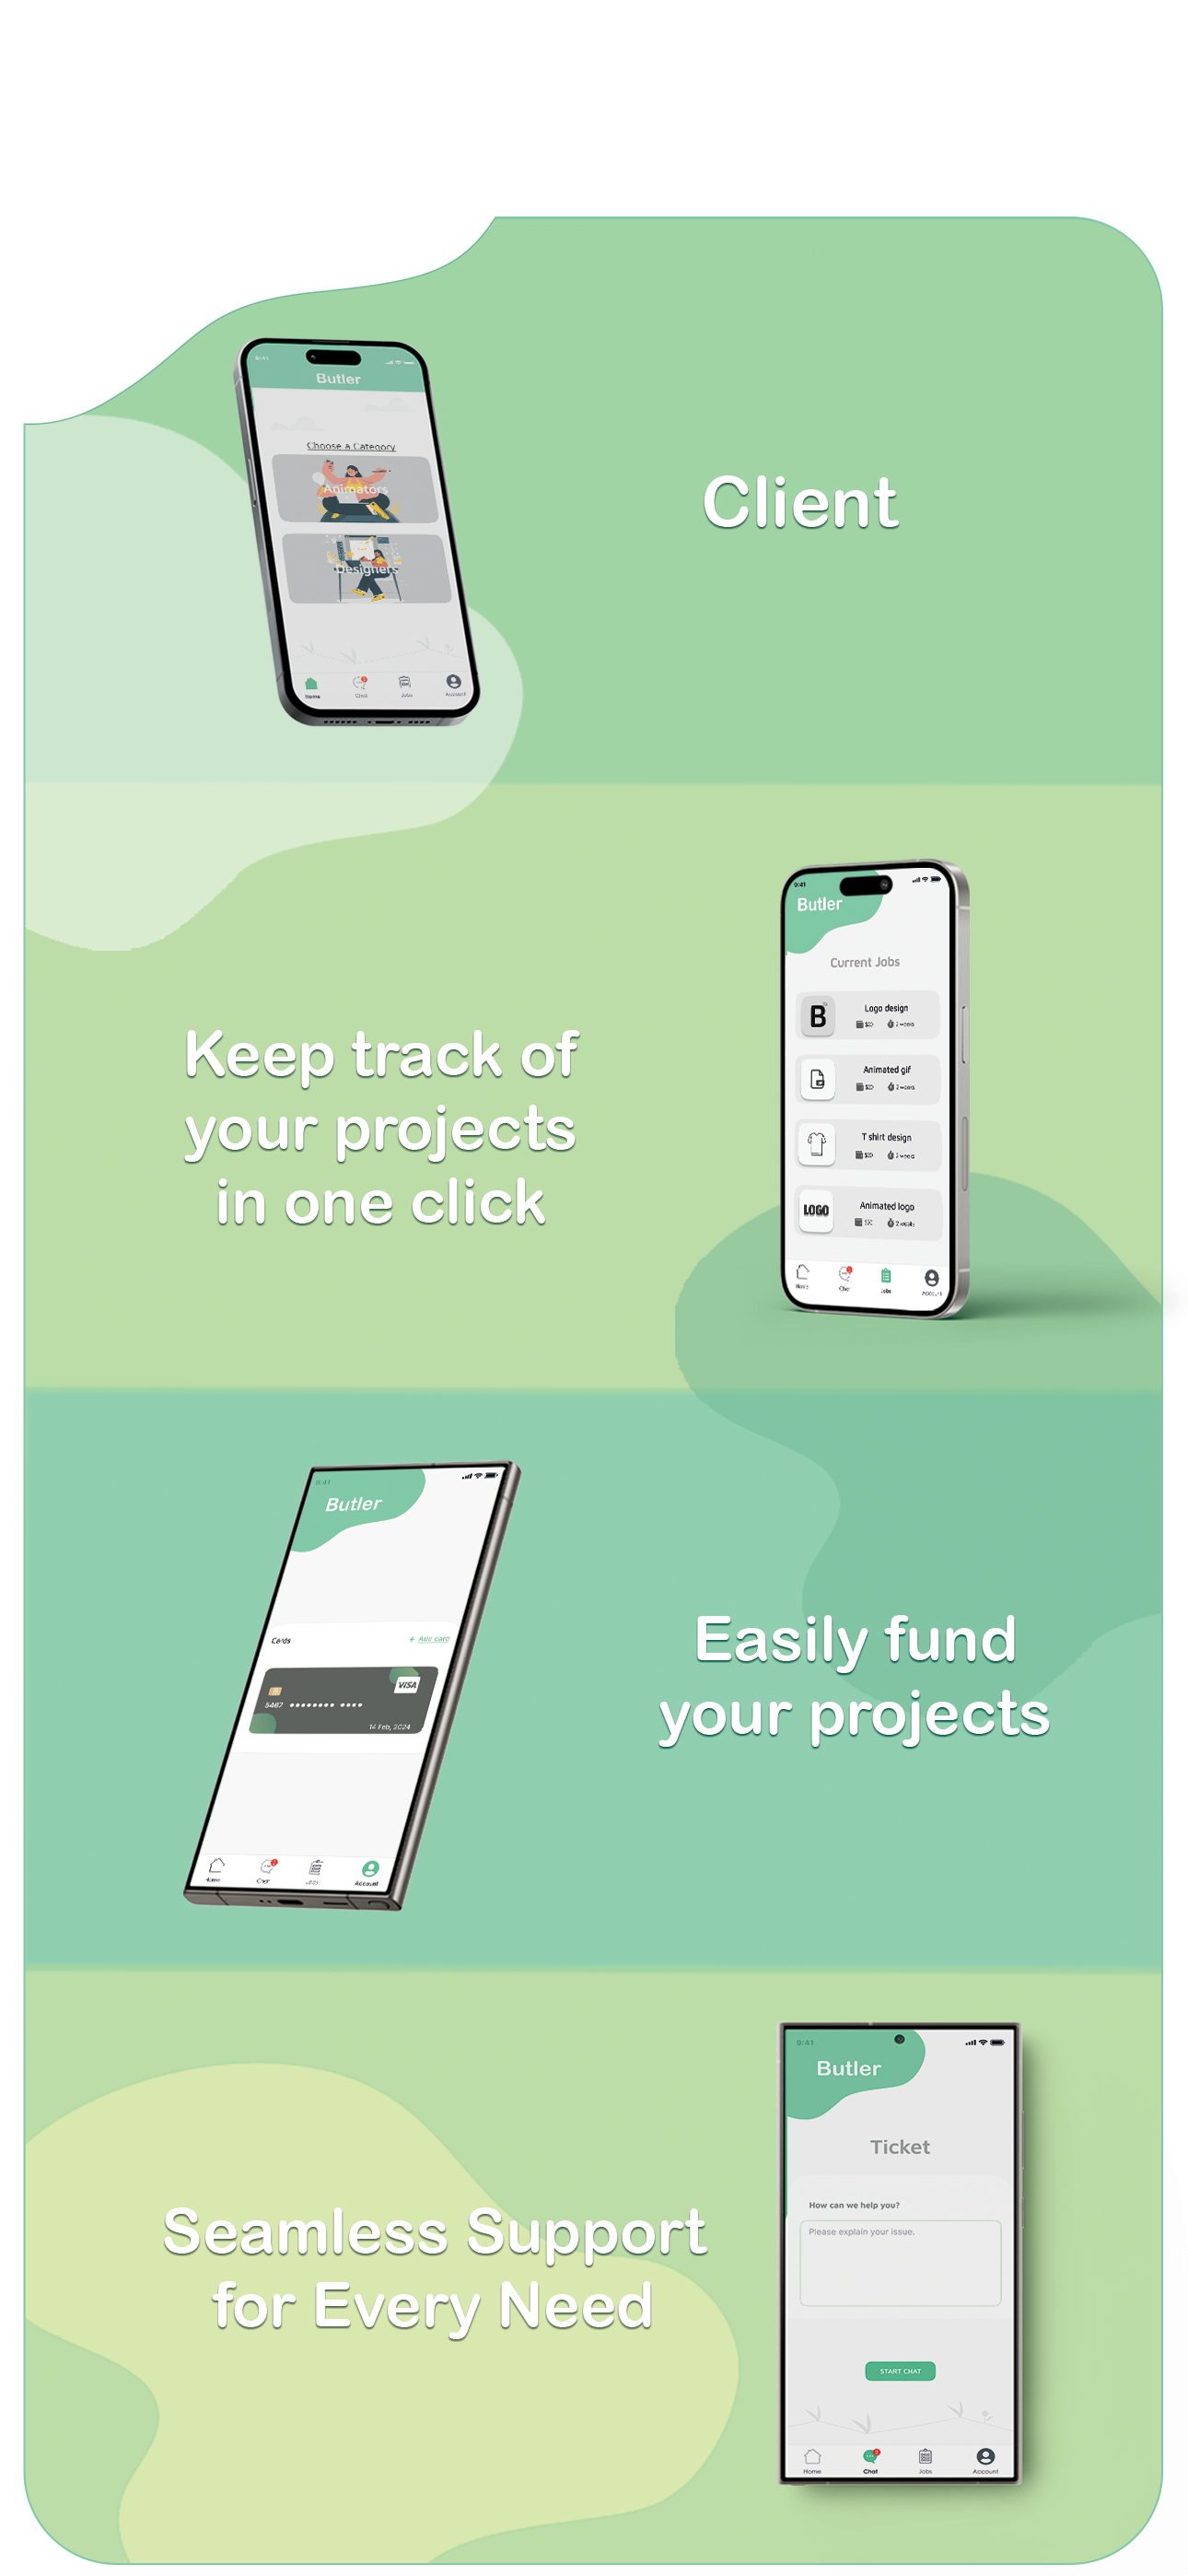 9:41
Butler
Choose a Category
Animators
Designers
Home Chat Jobs Account
Client
9:41
Butler
Current Jobs
B Logo design
Animated gif
T shirt design
LOGO Animated logo
2 weeks
Home Chat Jobs Account
Keep track of
your projects
in one click
9:41
Butler
Cards + Add card
VISA
5467
14 Feb, 2024
Home Chat Jobs Account
Easily fund
your projects
9:41
Butler
Ticket
How can we help you?
Please explain your issue.
START CHAT
Home Chat Jobs Account
Seamless Support
for Every Need